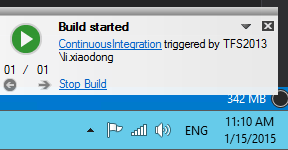 Build started
ContinuousIntegration triggered by TFS2013
\li.xiaodong
01 / 01
Stop Build
342 MB
ENG
11:10 AM
1/15/2015